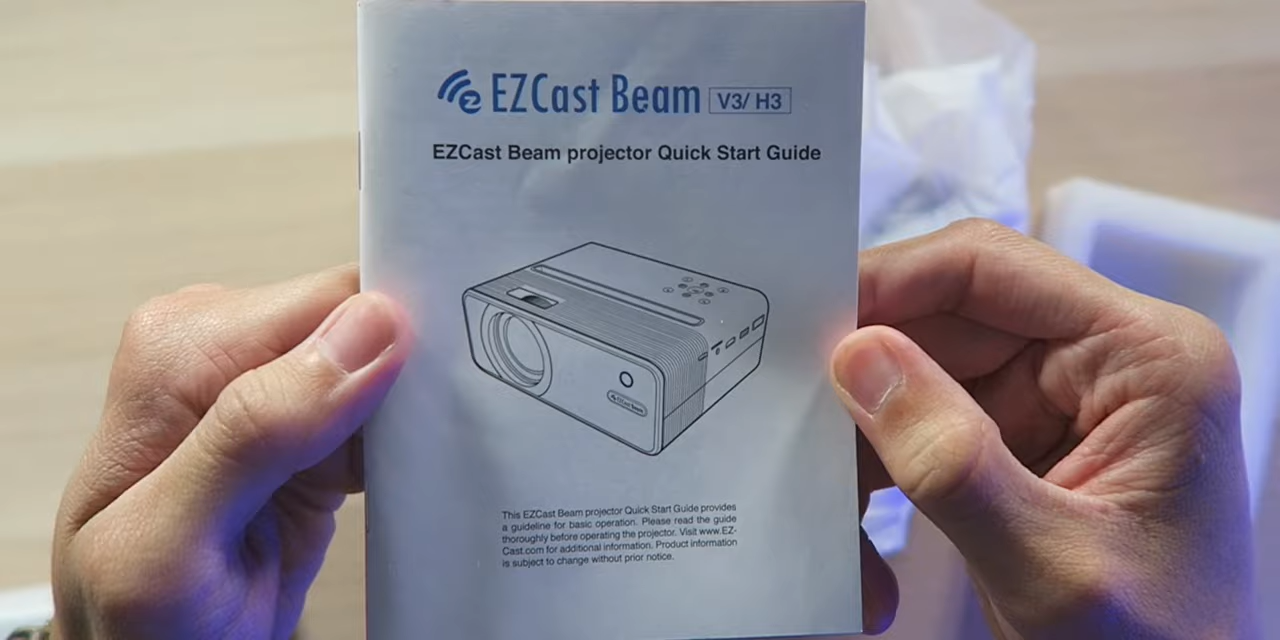 EZCast Beam V3/ H3
EZCast Beam projector Quick Start Guide
EZCast Beam
This EZCast Beam projector Quick Start Guide provides
a guideline for basic operation. Please read the guide
thoroughly before operating the projector. Visit www.EZ-
Cast.com for additional information. Product information
is subject to change without prior notice.